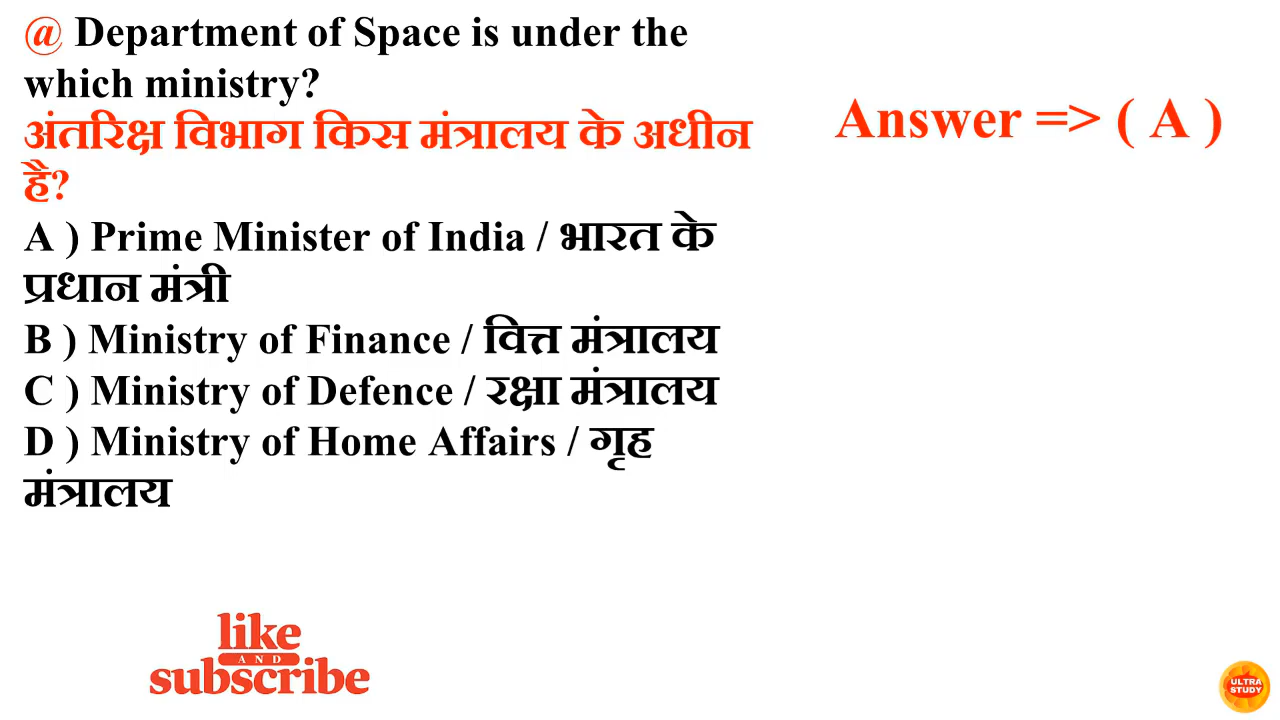 @ Department of Space is under the
which ministry?
अंतरिक्ष विभाग किस मंत्रालय के अधीन
है?
A ) Prime Minister of India / भारत के
प्रधान मंत्री
B ) Ministry of Finance / वित्त मंत्रालय
C ) Ministry of Defence / रक्षा मंत्रालय
D ) Ministry of Home Affairs / गृह
मंत्रालय
Answer => ( A )
like
AND
subscribe
ULTRA
STUDY